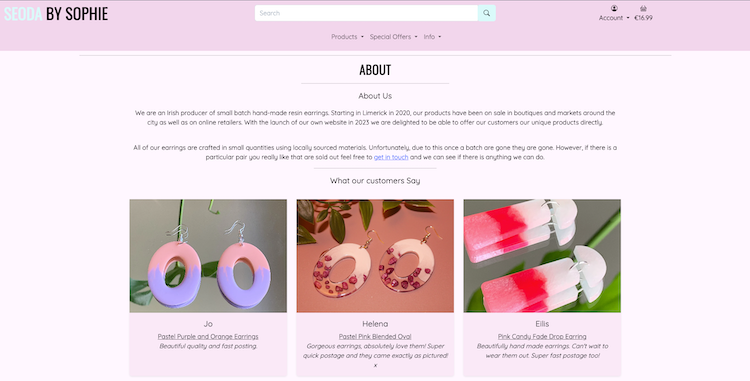 SEODA BY SOPHIE
Search
Account
€16.99
Products
Special Offers
Info
ABOUT
About Us
We are an Irish producer of small batch hand-made resin earrings. Starting in Limerick in 2020, our products have been on sale in boutiques and markets around the
city as well as on online retailers. With the launch of our own website in 2023 we are delighted to be able to offer our customers our unique products directly.
All of our earrings are crafted in small quantities using locally sourced materials. Unfortunately, due to this once a batch are gone they are gone. However, if there is a
particular pair you really like that are sold out feel free to get in touch and we can see if there is anything we can do.
What our customers Say
Jo
Pastel Purple and Orange Earrings
Beautiful quality and fast posting.
Helena
Pastel Pink Blended Oval
Gorgeous earrings, absolutely love them! Super
quick postage and they came exactly as pictured!
x
Eilis
Pink Candy Fade Drop Earring
Beautifully hand made earrings. Can't wait to
wear them out. Super fast postage too!